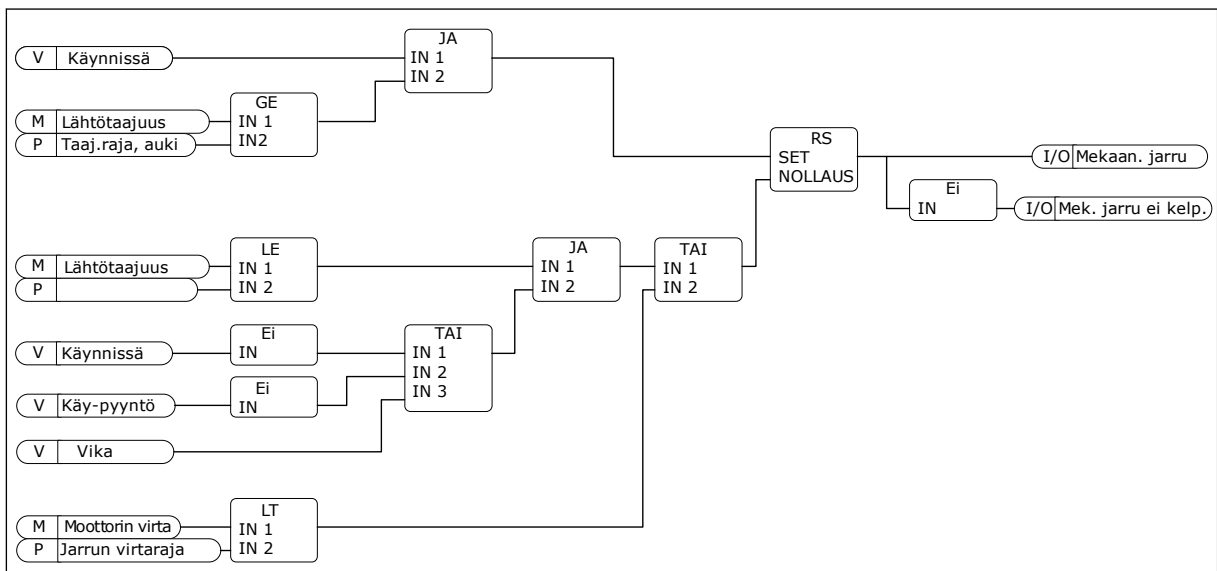 JA
V Käynnissä
IN 1
IN 2
GE
M Lähtötaajuus
IN 1
P Taaj.raja, auki
IN2
RS
SET
NOLLAUS
I/O Mekaan. jarru
Ei
IN
I/O Mek. jarru ei kelp.
LE
M Lähtötaajuus
IN 1
P
IN 2
JA
IN 1
IN 2
TAI
IN 1
IN 2
Ei
V Käynnissä
IN
TAI
IN 1
IN 2
IN 3
Ei
V Käy-pyyntö
IN
V Vika
LT
M Moottorin virta
IN 1
P Jarrun virtaraja
IN 2